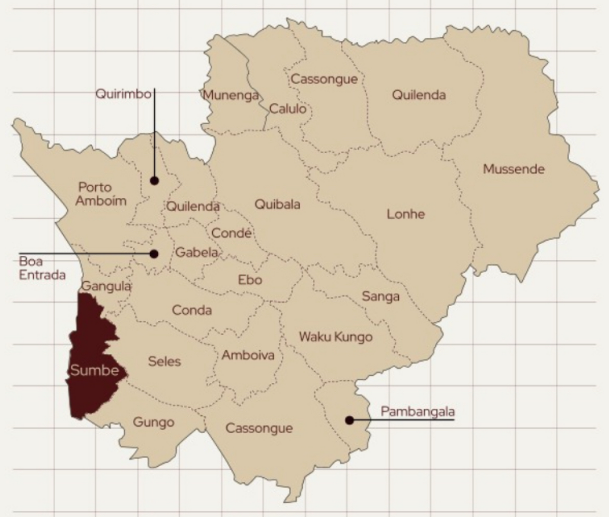 Cassongue
Munenga
Quilenda
Calulo
Quirimbo
Mussende
Porto
Amboím
Quilenda
Quibala
Lonhe
Condé
Gabela
Boa
Entrada
Ebo
Gangula
Sanga
Conda
Waku Kungo
Amboiva
Seles
Sumbe
Pambangala
Gungo
Cassongue